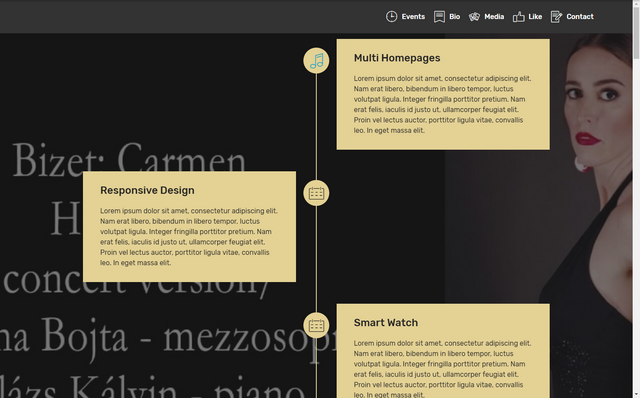 Events Bio Media Like Contact
Multi Homepages
Lorem ipsum dolor sit amet, consectetur adipiscing elit.
Nam erat libero, bibendum in libero tempor, luctus
volutpat ligula. Integer fringilla porttitor pretium. Nam
erat felis, iaculis id justo ut, ullamcorper feugiat elit.
Proin vel lectus auctor, porttitor ligula vitae, convallis
leo. In eget massa elit.
Bizet: Carmen
Responsive Design
Lorem ipsum dolor sit amet, consectetur adipiscing elit.
Nam erat libero, bibendum in libero tempor, luctus
volutpat ligula. Integer fringilla porttitor pretium. Nam
erat felis, iaculis id justo ut, ullamcorper feugiat elit.
Proin vel lectus auctor, porttitor ligula vitae, convallis
leo. In eget massa elit.
H
concert version/
na Bojta - mezzosopr
Smart Watch
Lorem ipsum dolor sit amet, consectetur adipiscing elit.
Nam erat libero, bibendum in libero tempor, luctus
volutpat ligula. Integer fringilla porttitor pretium. Nam
erat felis, iaculis id justo ut, ullamcorper feugiat elit.
Proin vel lectus auctor, porttitor ligula vitae, convallis
leo. In eget massa elit.
lázs Kálvin - piano